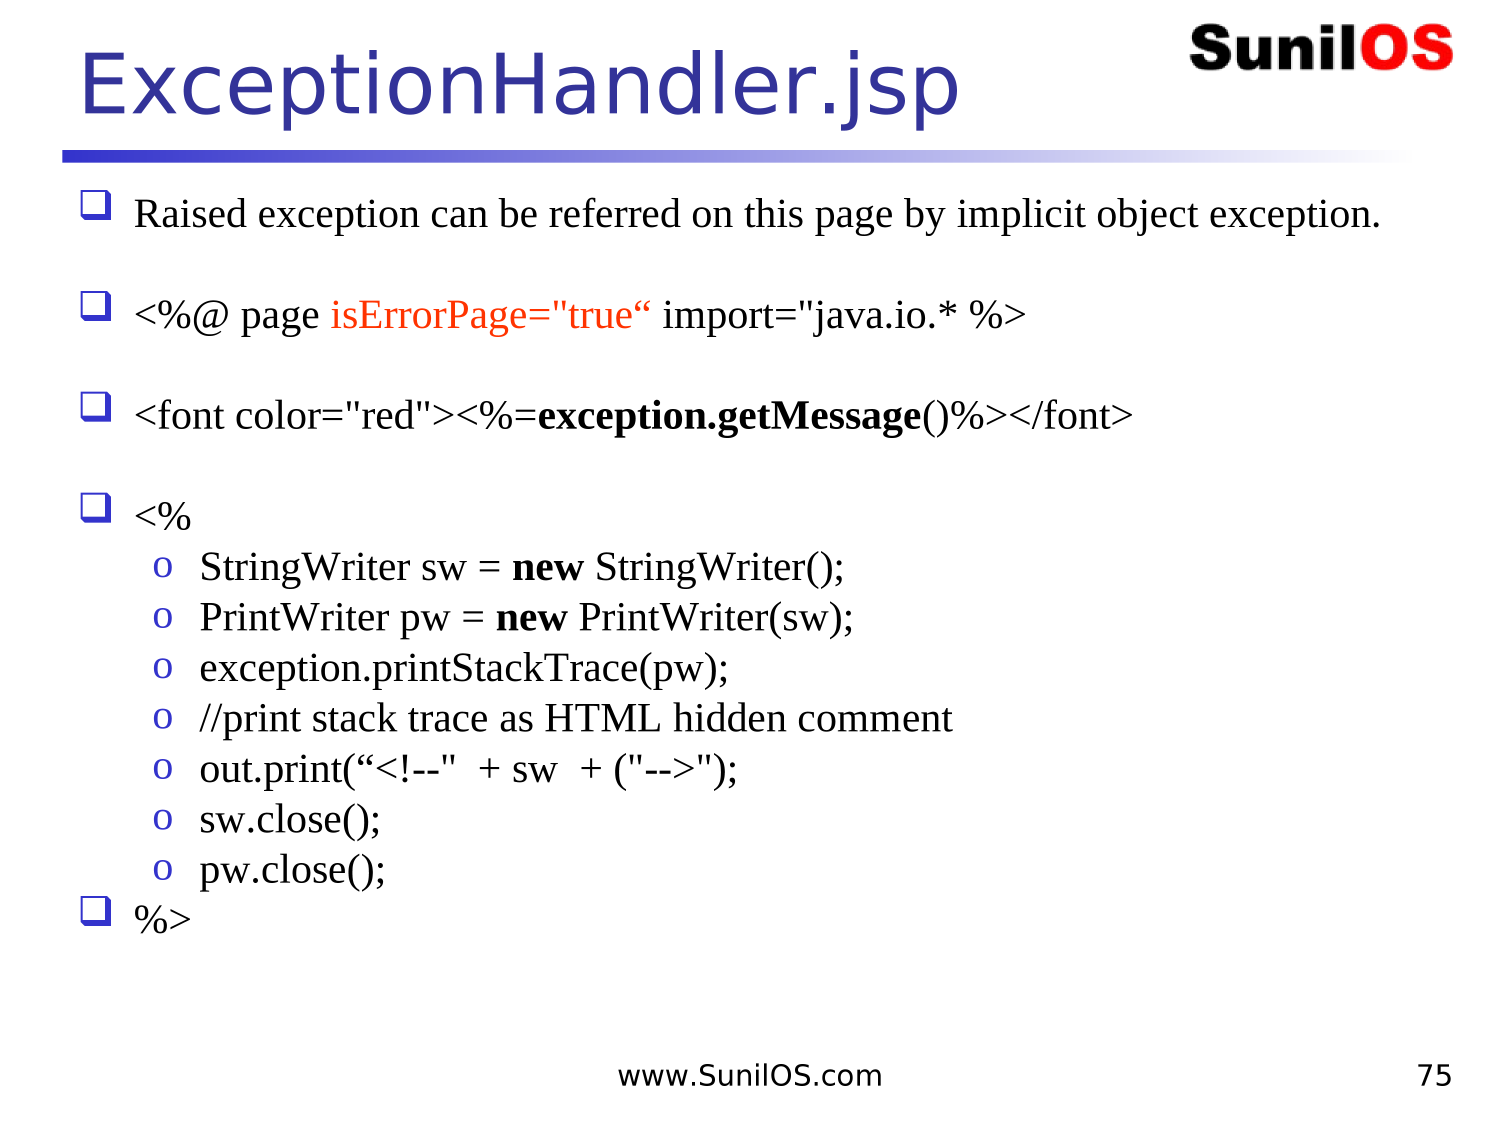 SunilOS
ExceptionHandler.jsp
Raised exception can be referred on this page by implicit object exception.
<%@ page isErrorPage="true“ import="java.io.* %>
<font color="red"><%=exception.getMessage()%></font>
<%
o StringWriter sw = new StringWriter();
o PrintWriter pw = new PrintWriter(sw);
o exception.printStackTrace(pw);
o //print stack trace as HTML hidden comment
o out.print(“<!--"  + sw  + ("-->");
o sw.close();
o pw.close();
%>
www.SunilOS.com
75